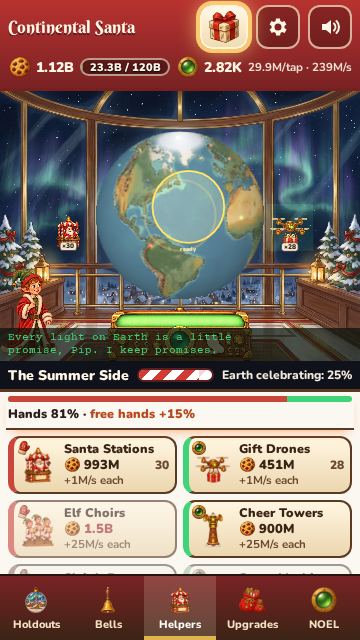 Continental Santa
1.12B 23.3B / 120B 2.82K 29.9M/tap · 239M/s
×30
×28
ready
Every light on Earth is a little
promise, Pip. I keep promises.
The Summer Side Earth celebrating: 25%
Hands 81% · free hands +15%
Santa Stations
993M 30
+1M/s each
Gift Drones
451M 28
+1M/s each
Elf Choirs
1.5B
+25M/s each
Cheer Towers
900M
+25M/s each
Holdouts Bells Helpers Upgrades NOEL